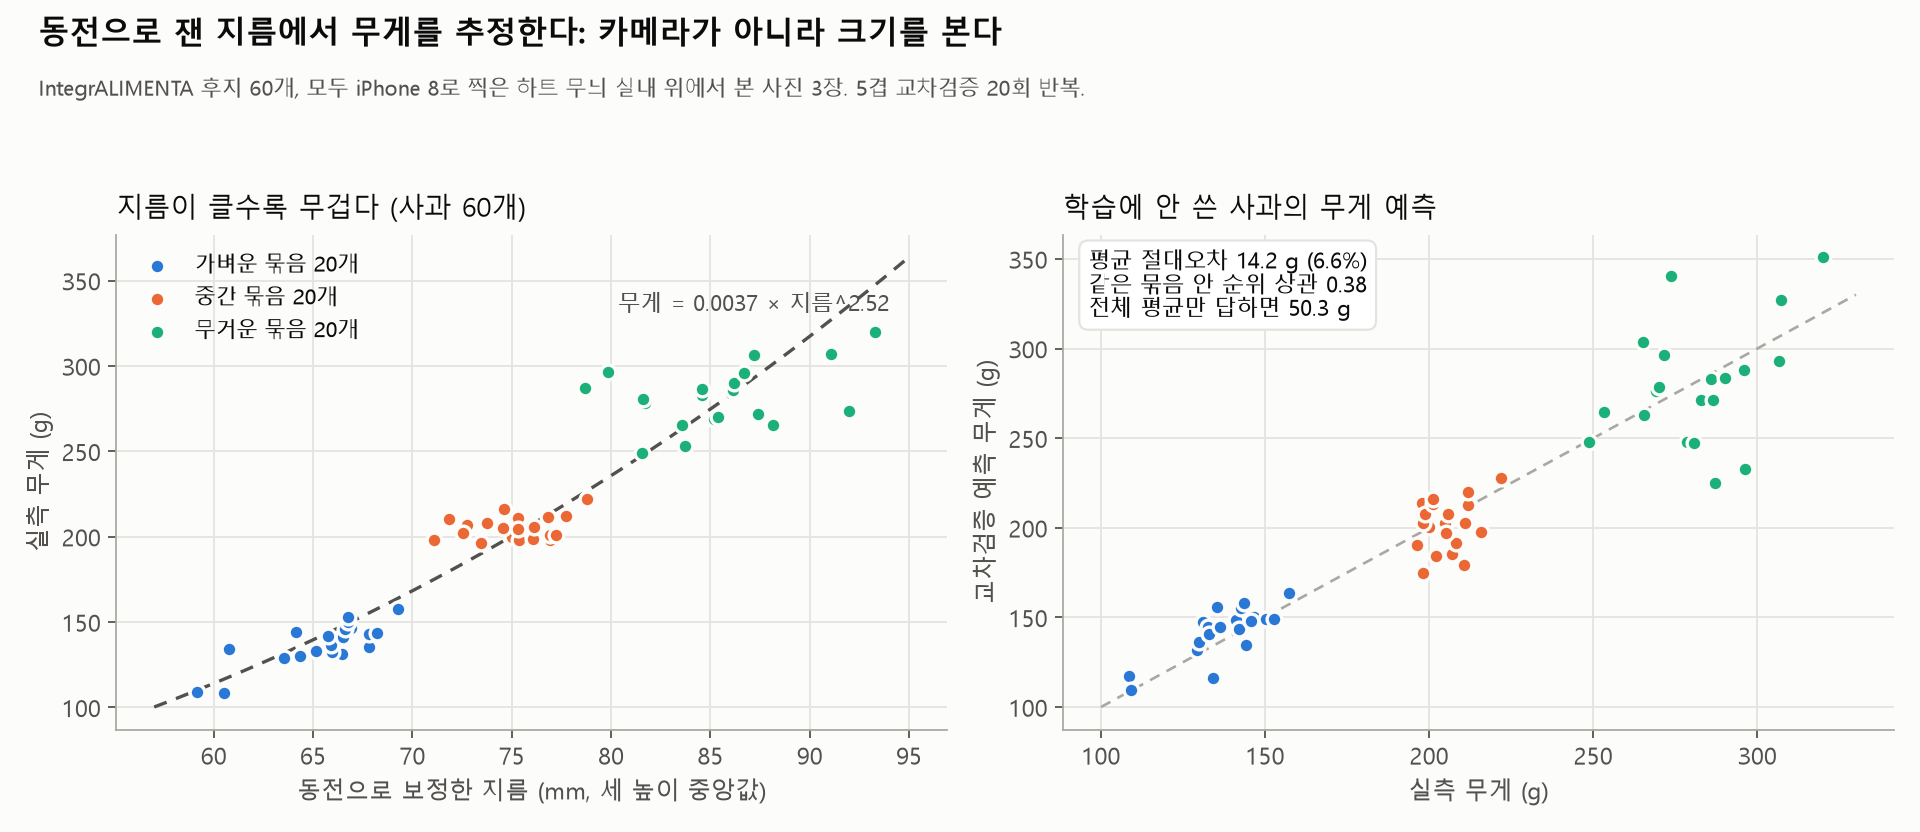 동전으로 잰 지름에서 무게를 추정한다: 카메라가 아니라 크기를 본다
IntegrALIMENTA 후지 60개, 모두 iPhone 8로 찍은 하트 무늬 실내 위에서 본 사진 3장. 5겹 교차검증 20회 반복.
지름이 클수록 무겁다 (사과 60개)
가벼운 묶음 20개
중간 묶음 20개
무거운 묶음 20개
무게 = 0.0037 × 지름^2.52
350
300
250
200
150
100
실측 무게 (g)
60 65 70 75 80 85 90 95
동전으로 보정한 지름 (mm, 세 높이 중앙값)
학습에 안 쓴 사과의 무게 예측
평균 절대오차 14.2 g (6.6%)
같은 묶음 안 순위 상관 0.38
전체 평균만 답하면 50.3 g
350
300
250
200
150
100
교차검증 예측 무게 (g)
100 150 200 250 300
실측 무게 (g)